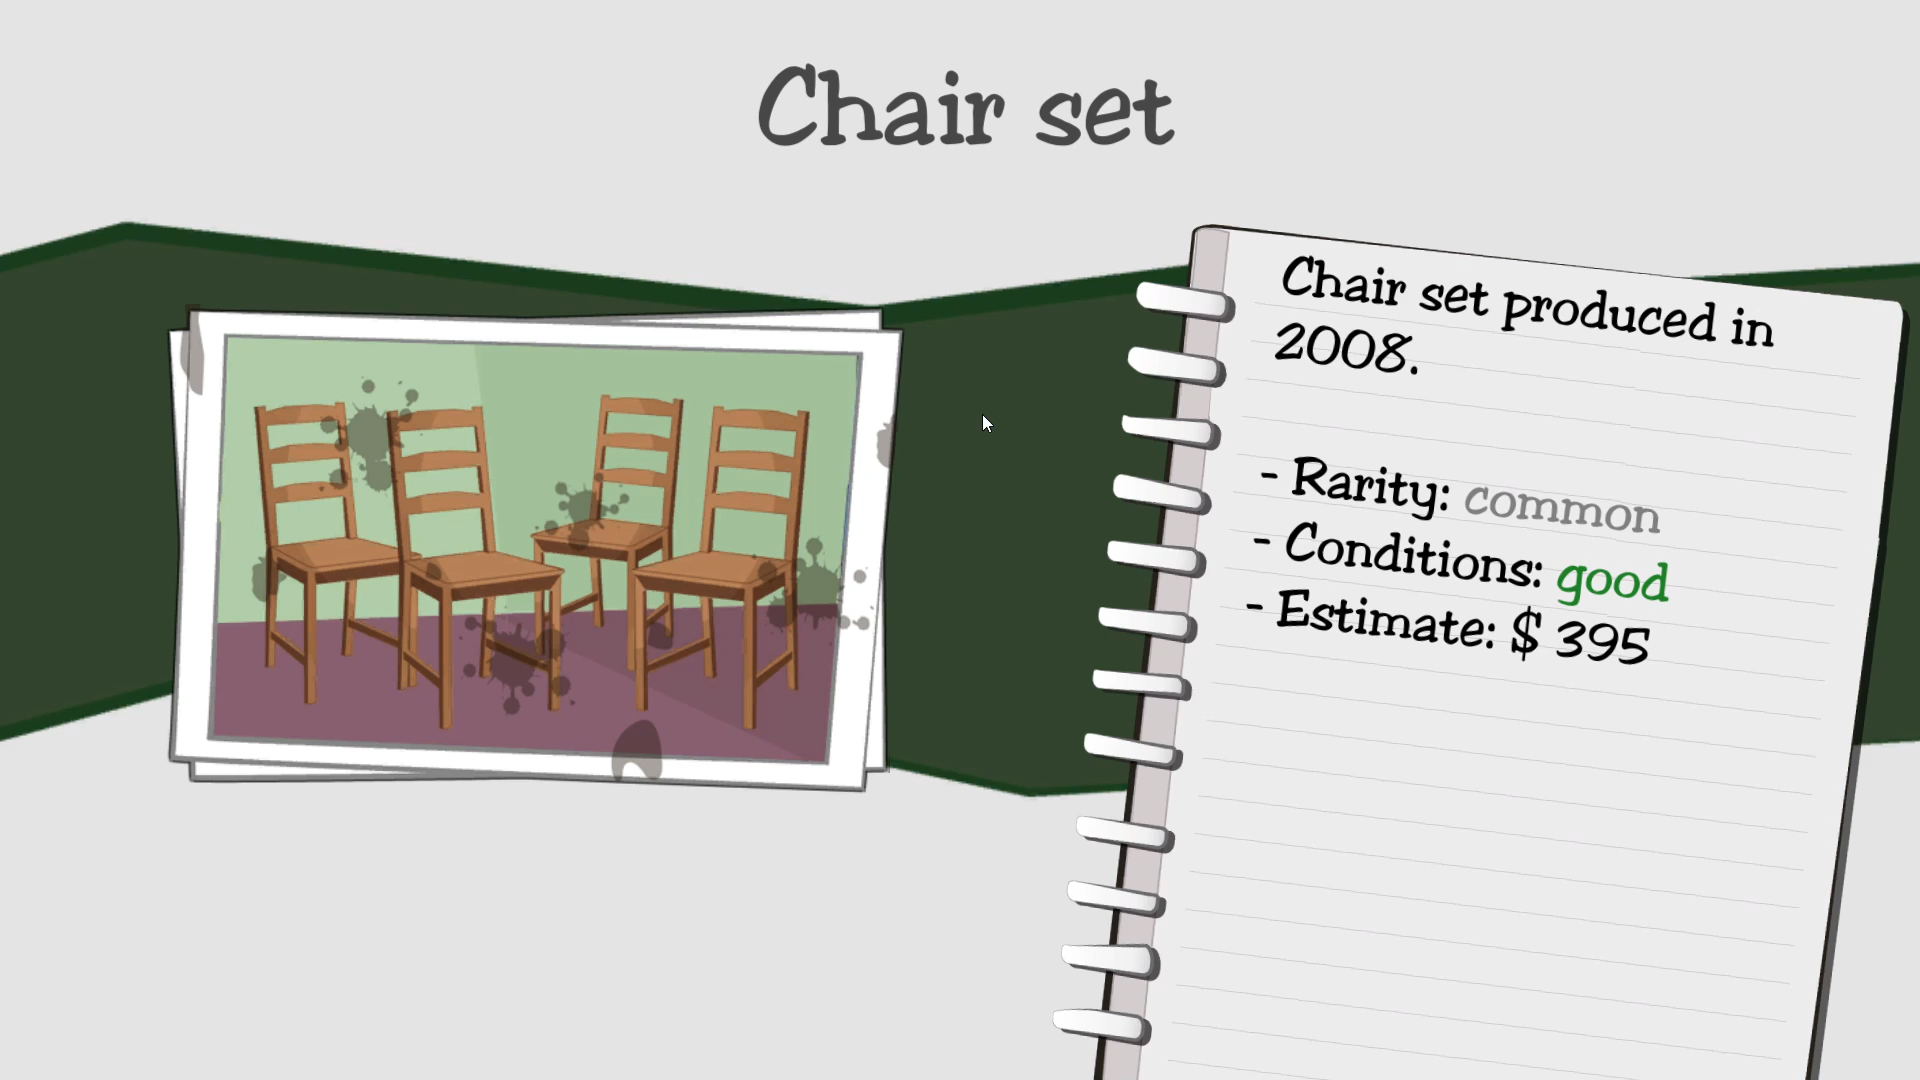 Chair set
Chair set produced in
2008.
- Rarity: common
- Conditions: good
- Estimate: $ 395